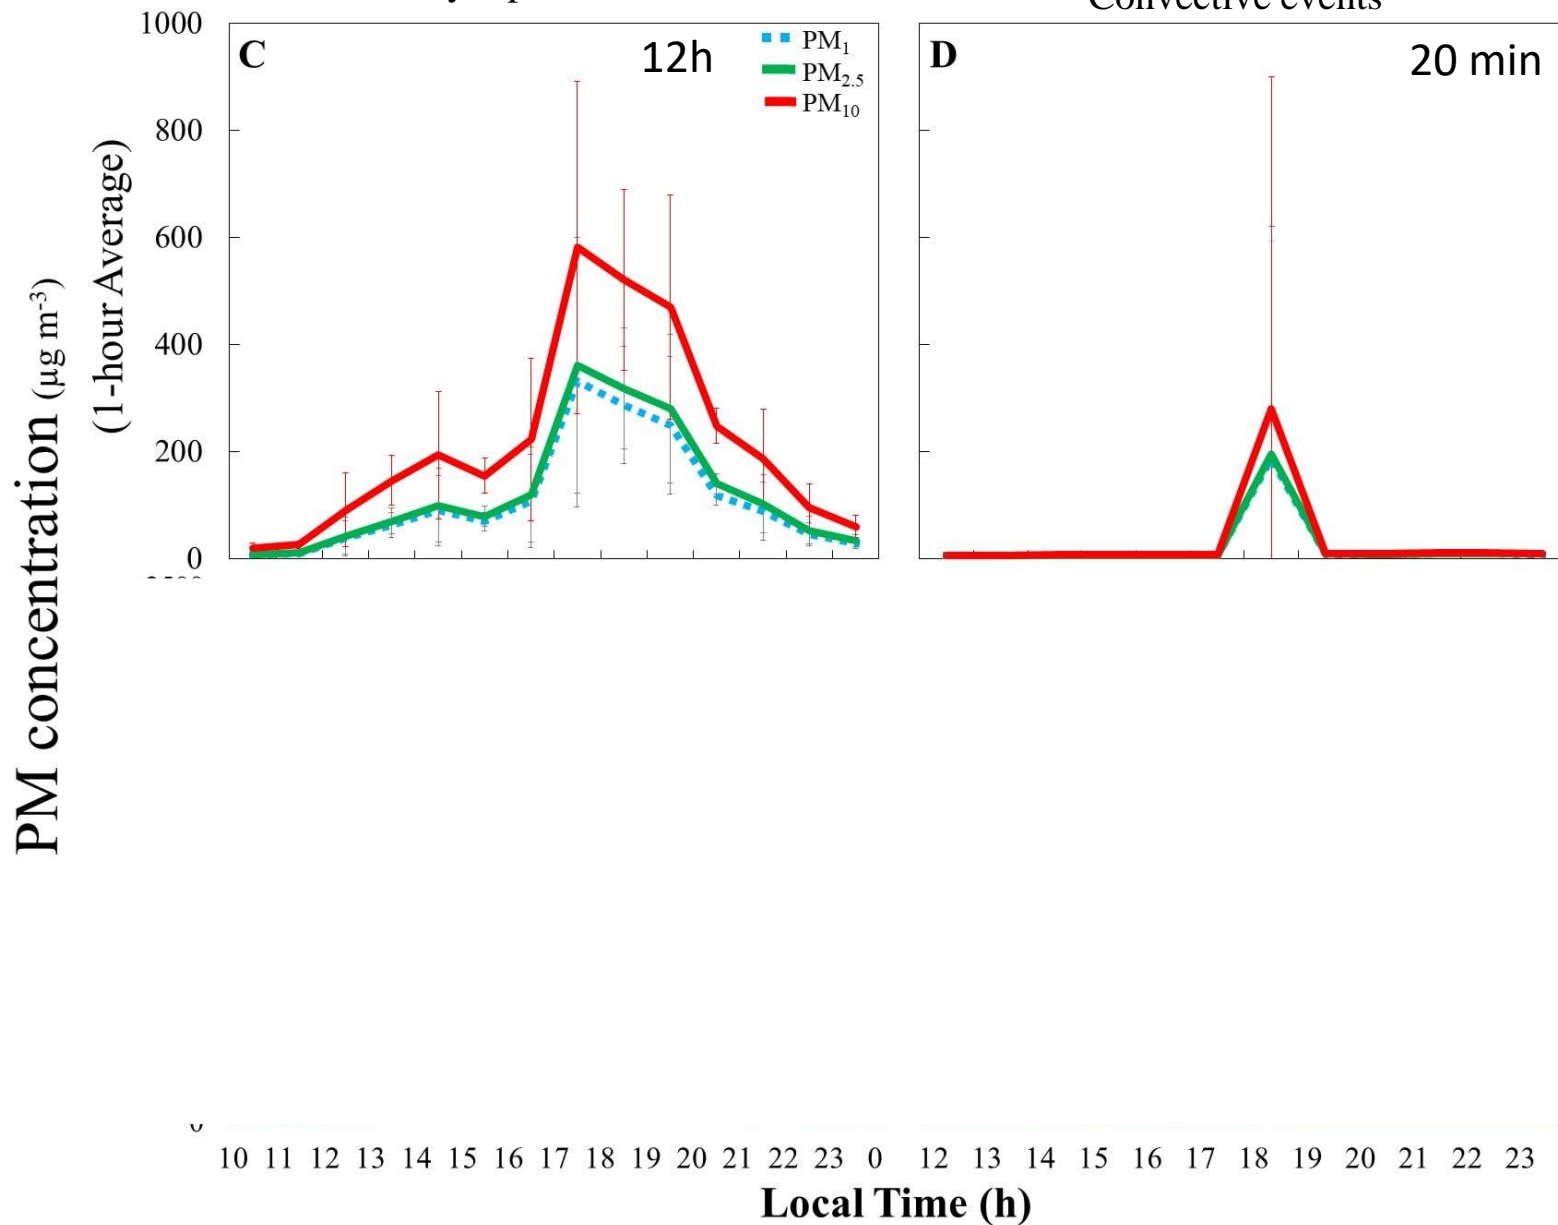 Convective events
1000
800
600
400
200
0
C
12h
PM1
PM2.5
PM10
D
20 min
PM concentration (µg m-3)
(1-hour Average)
10 11 12 13 14 15 16 17 18 19 20 21 22 23 0
12 13 14 15 16 17 18 19 20 21 22 23
Local Time (h)